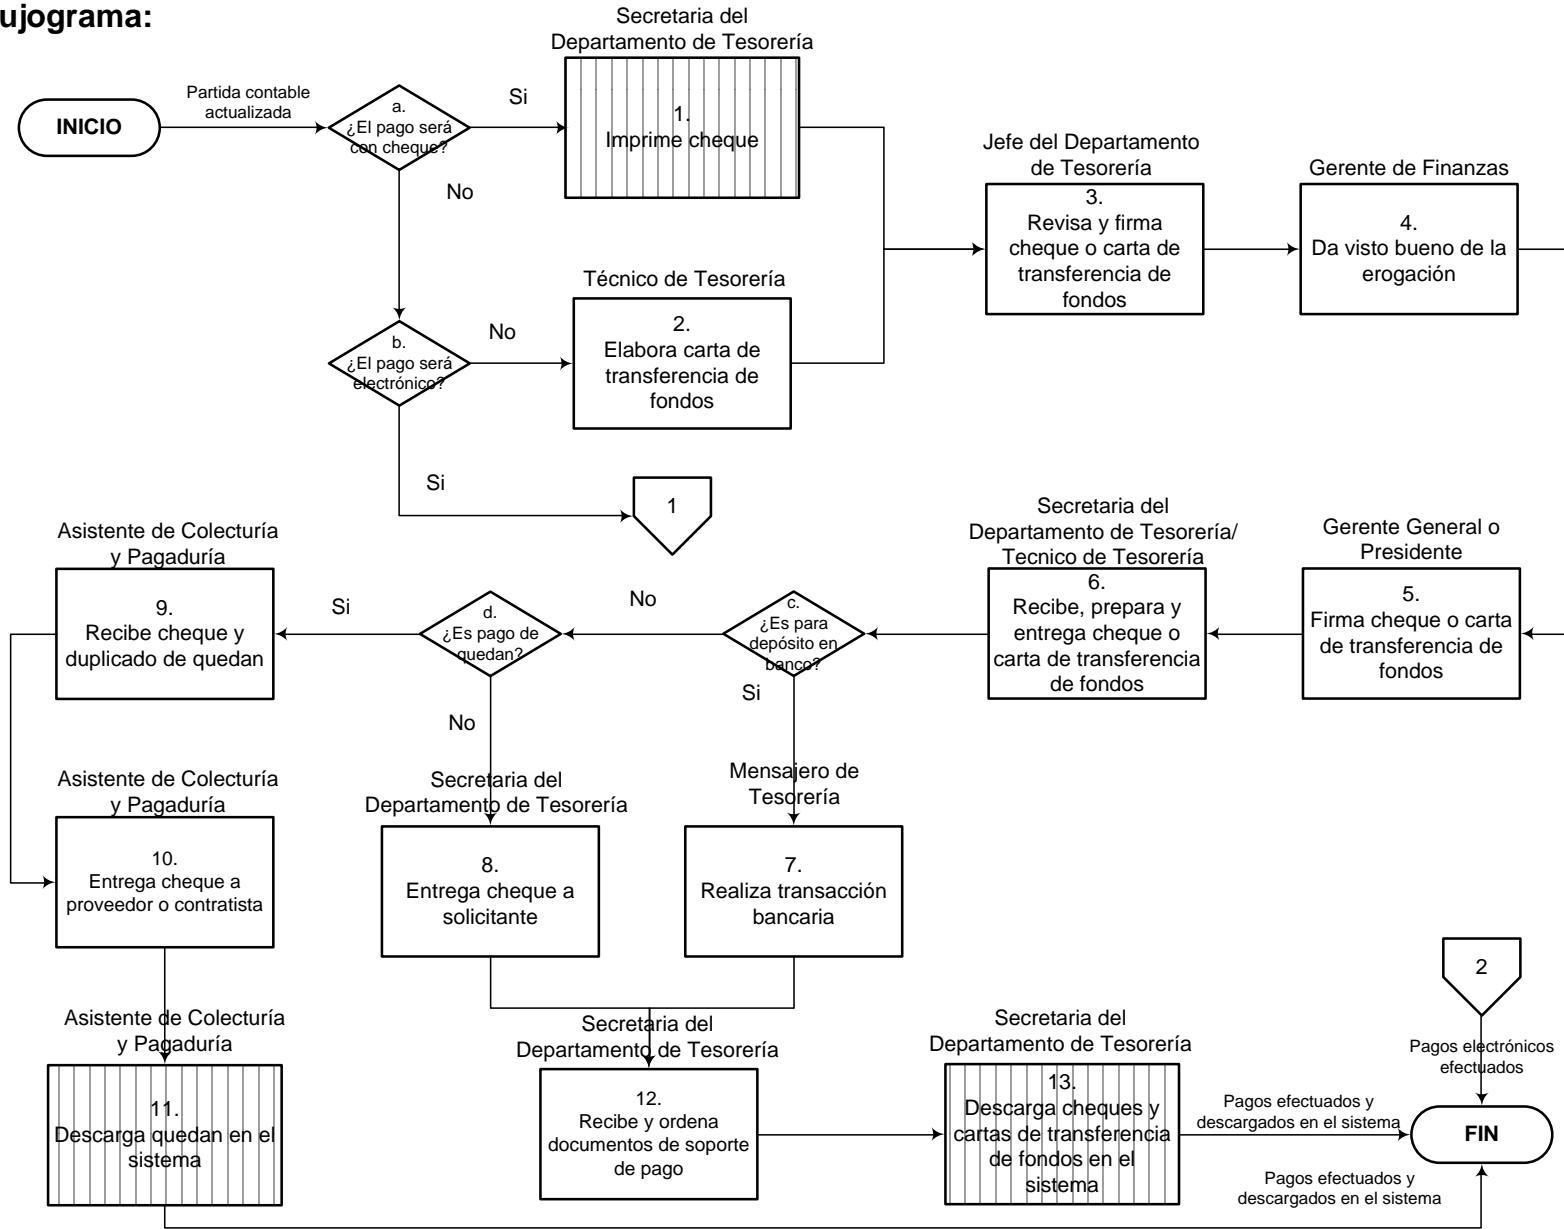 ujograma:
Secretaria del
Departamento de Tesorería
Partida contable
actualizada
INICIO
a.
¿El pago será
con cheque?
Si
1.
Imprime cheque
No
Jefe del Departamento
de Tesorería
3.
Revisa y firma
cheque o carta de
transferencia de
fondos
Gerente de Finanzas
4.
Da visto bueno de la
erogación
Técnico de Tesorería
b.
¿El pago será
electrónico?
No
2.
Elabora carta de
transferencia de
fondos
Si
1
Asistente de Colecturía
y Pagaduría
9.
Recibe cheque y
duplicado de quedan
Si
d.
¿Es pago de
quedan?
No
c.
¿Es para
depósito en
banco?
Secretaria del
Departamento de Tesorería/
Tecnico de Tesorería
6.
Recibe, prepara y
entrega cheque o
carta de transferencia
de fondos
Gerente General o
Presidente
5.
Firma cheque o carta
de transferencia de
fondos
Si
No
Asistente de Colecturía
y Pagaduría
10.
Entrega cheque a
proveedor o contratista
Secretaria del
Departamento de Tesorería
8.
Entrega cheque a
solicitante
Mensajero de
Tesorería
7.
Realiza transacción
bancaria
2
Pagos electrónicos
efectuados
Asistente de Colecturía
y Pagaduría
11.
Descarga quedan en el
sistema
Secretaria del
Departamento de Tesorería
12.
Recibe y ordena
documentos de soporte
de pago
Secretaria del
Departamento de Tesorería
13.
Descarga cheques y
cartas de transferencia
de fondos en el
sistema
Pagos efectuados y
descargados en el sistema
FIN
Pagos efectuados y
descargados en el sistema